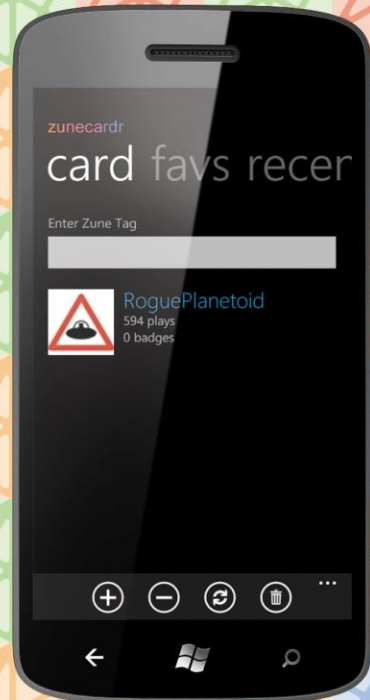 zunecardr
card favs recer
Enter Zune Tag
RoguePlanetoid
594 plays
0 badges